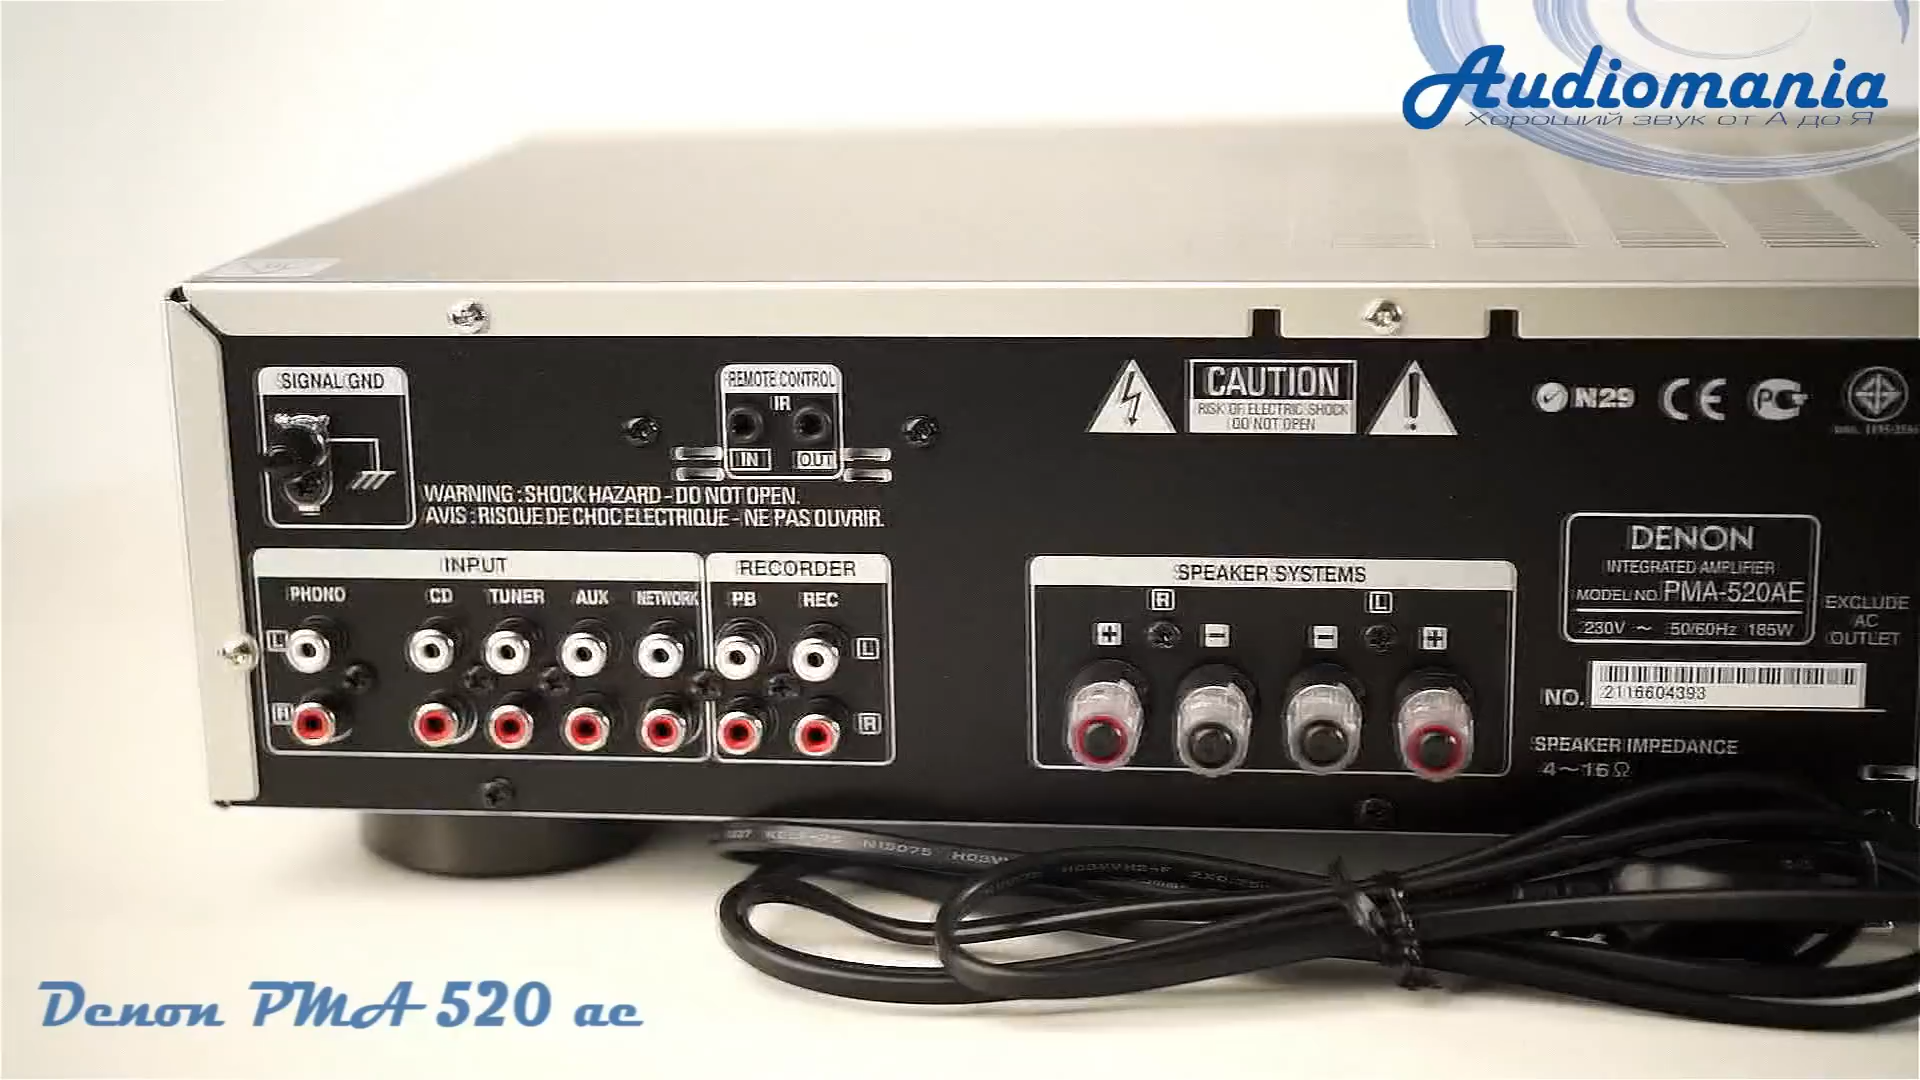 Audiomania
Хороший звук от А до Я
SIGNAL GND
REMOTE CONTROL
IR
IN OUT
WARNING : SHOCK HAZARD - DO NOT OPEN.
AVIS : RISQUE DE CHOC ELECTRIQUE - NE PAS OUVRIR.
CAUTION
RISK OF ELECTRIC SHOCK
DO NOT OPEN
N29 CE
INPUT
PHONO CD TUNER AUX NETWORK
L
R
RECORDER
PB REC
L
R
SPEAKER SYSTEMS
R L
+ − − +
DENON
INTEGRATED AMPLIFIER
MODEL NO. PMA-520AE
230V ~ 50/60Hz 185W
EXCLUDE
AC
OUTLET
NO. 2116604393
SPEAKER IMPEDANCE
4~16Ω
Denon PMA 520 ae